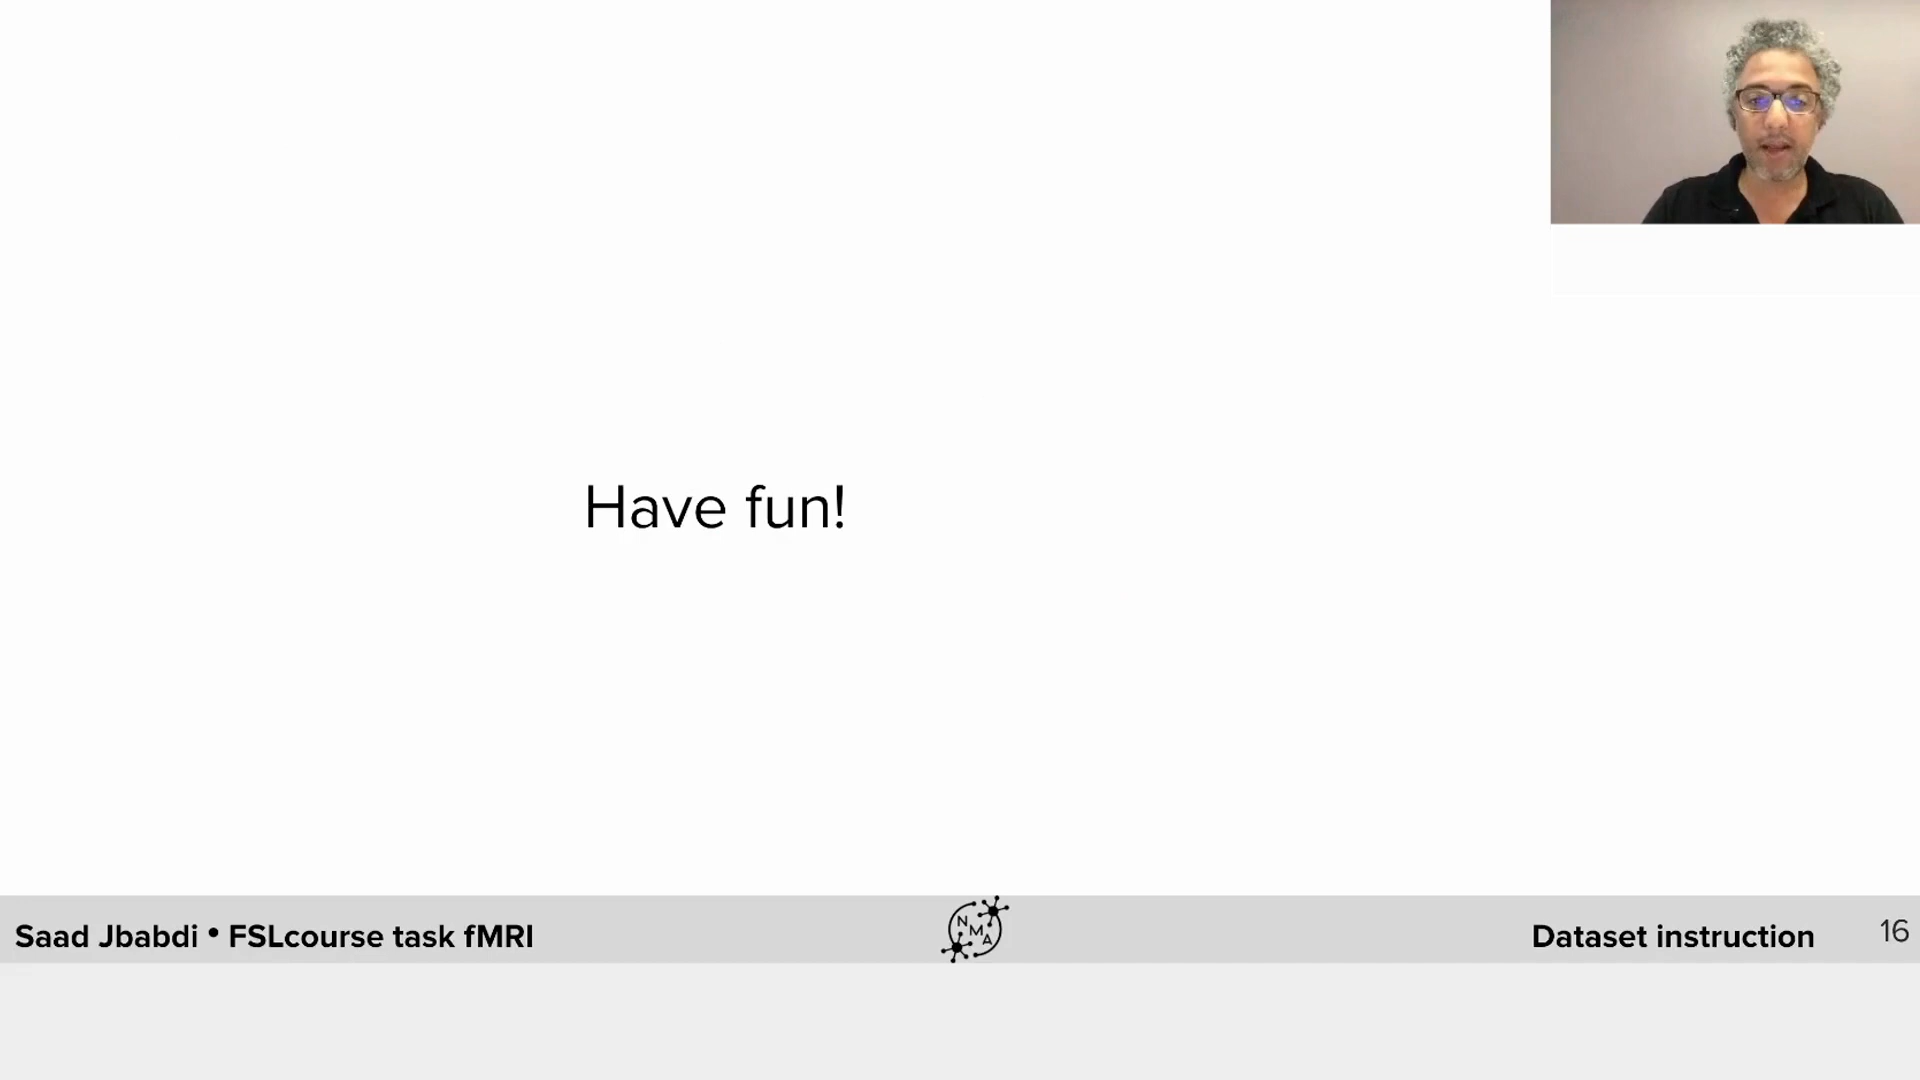 Have fun!
Saad Jbabdi • FSLcourse task fMRI
N
M
A
Dataset instruction
16